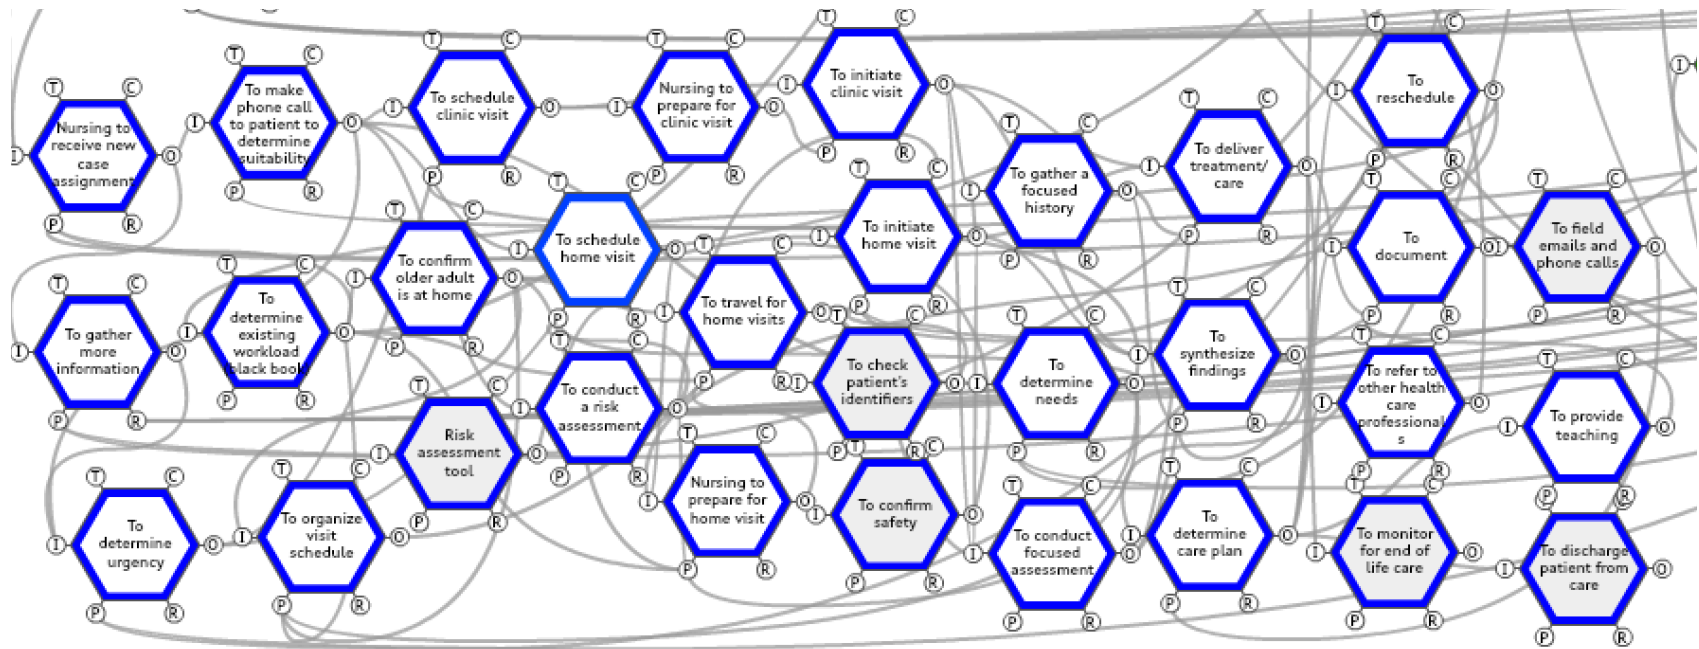 Nursing to
receive new
case
assignment
To make
phone call
to patient to
determine
suitability
To schedule
clinic visit
Nursing to
prepare for
clinic visit
To initiate
clinic visit
To gather a
focused
history
To deliver
treatment/
care
To
reschedule
To gather
more
information
To
determine
existing
workload
(black book)
To confirm
older adult
is at home
To schedule
home visit
To travel for
home visits
To initiate
home visit
To
document
To field
emails and
phone calls
Risk
assessment
tool
To conduct
a risk
assessment
To check
patient's
identifiers
To
determine
needs
To
synthesize
findings
To refer to
other health
care
professional
s
To provide
teaching
To
determine
urgency
To organize
visit
schedule
Nursing to
prepare for
home visit
To confirm
safety
To conduct
focused
assessment
To
determine
care plan
To monitor
for end of
life care
To discharge
patient from
care